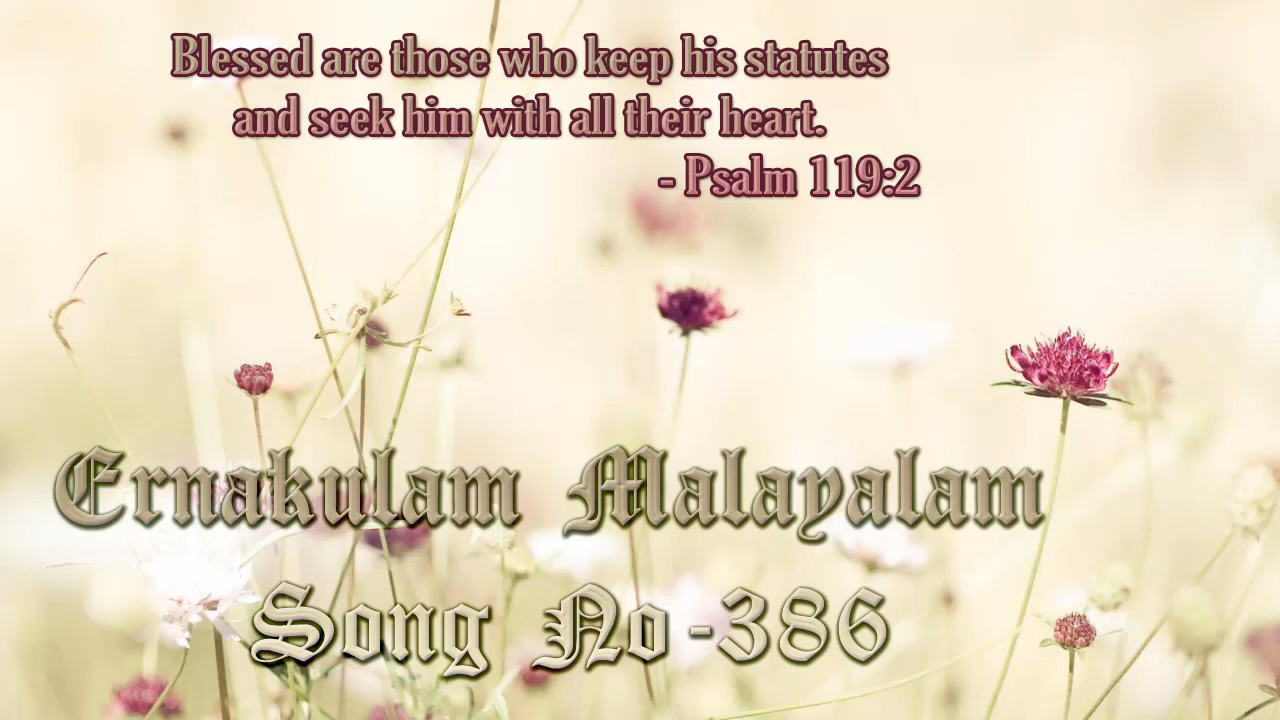 Blessed are those who keep his statutes
and seek him with all their heart.
- Psalm 119:2
Ernakulam Malayalam
Song No -386